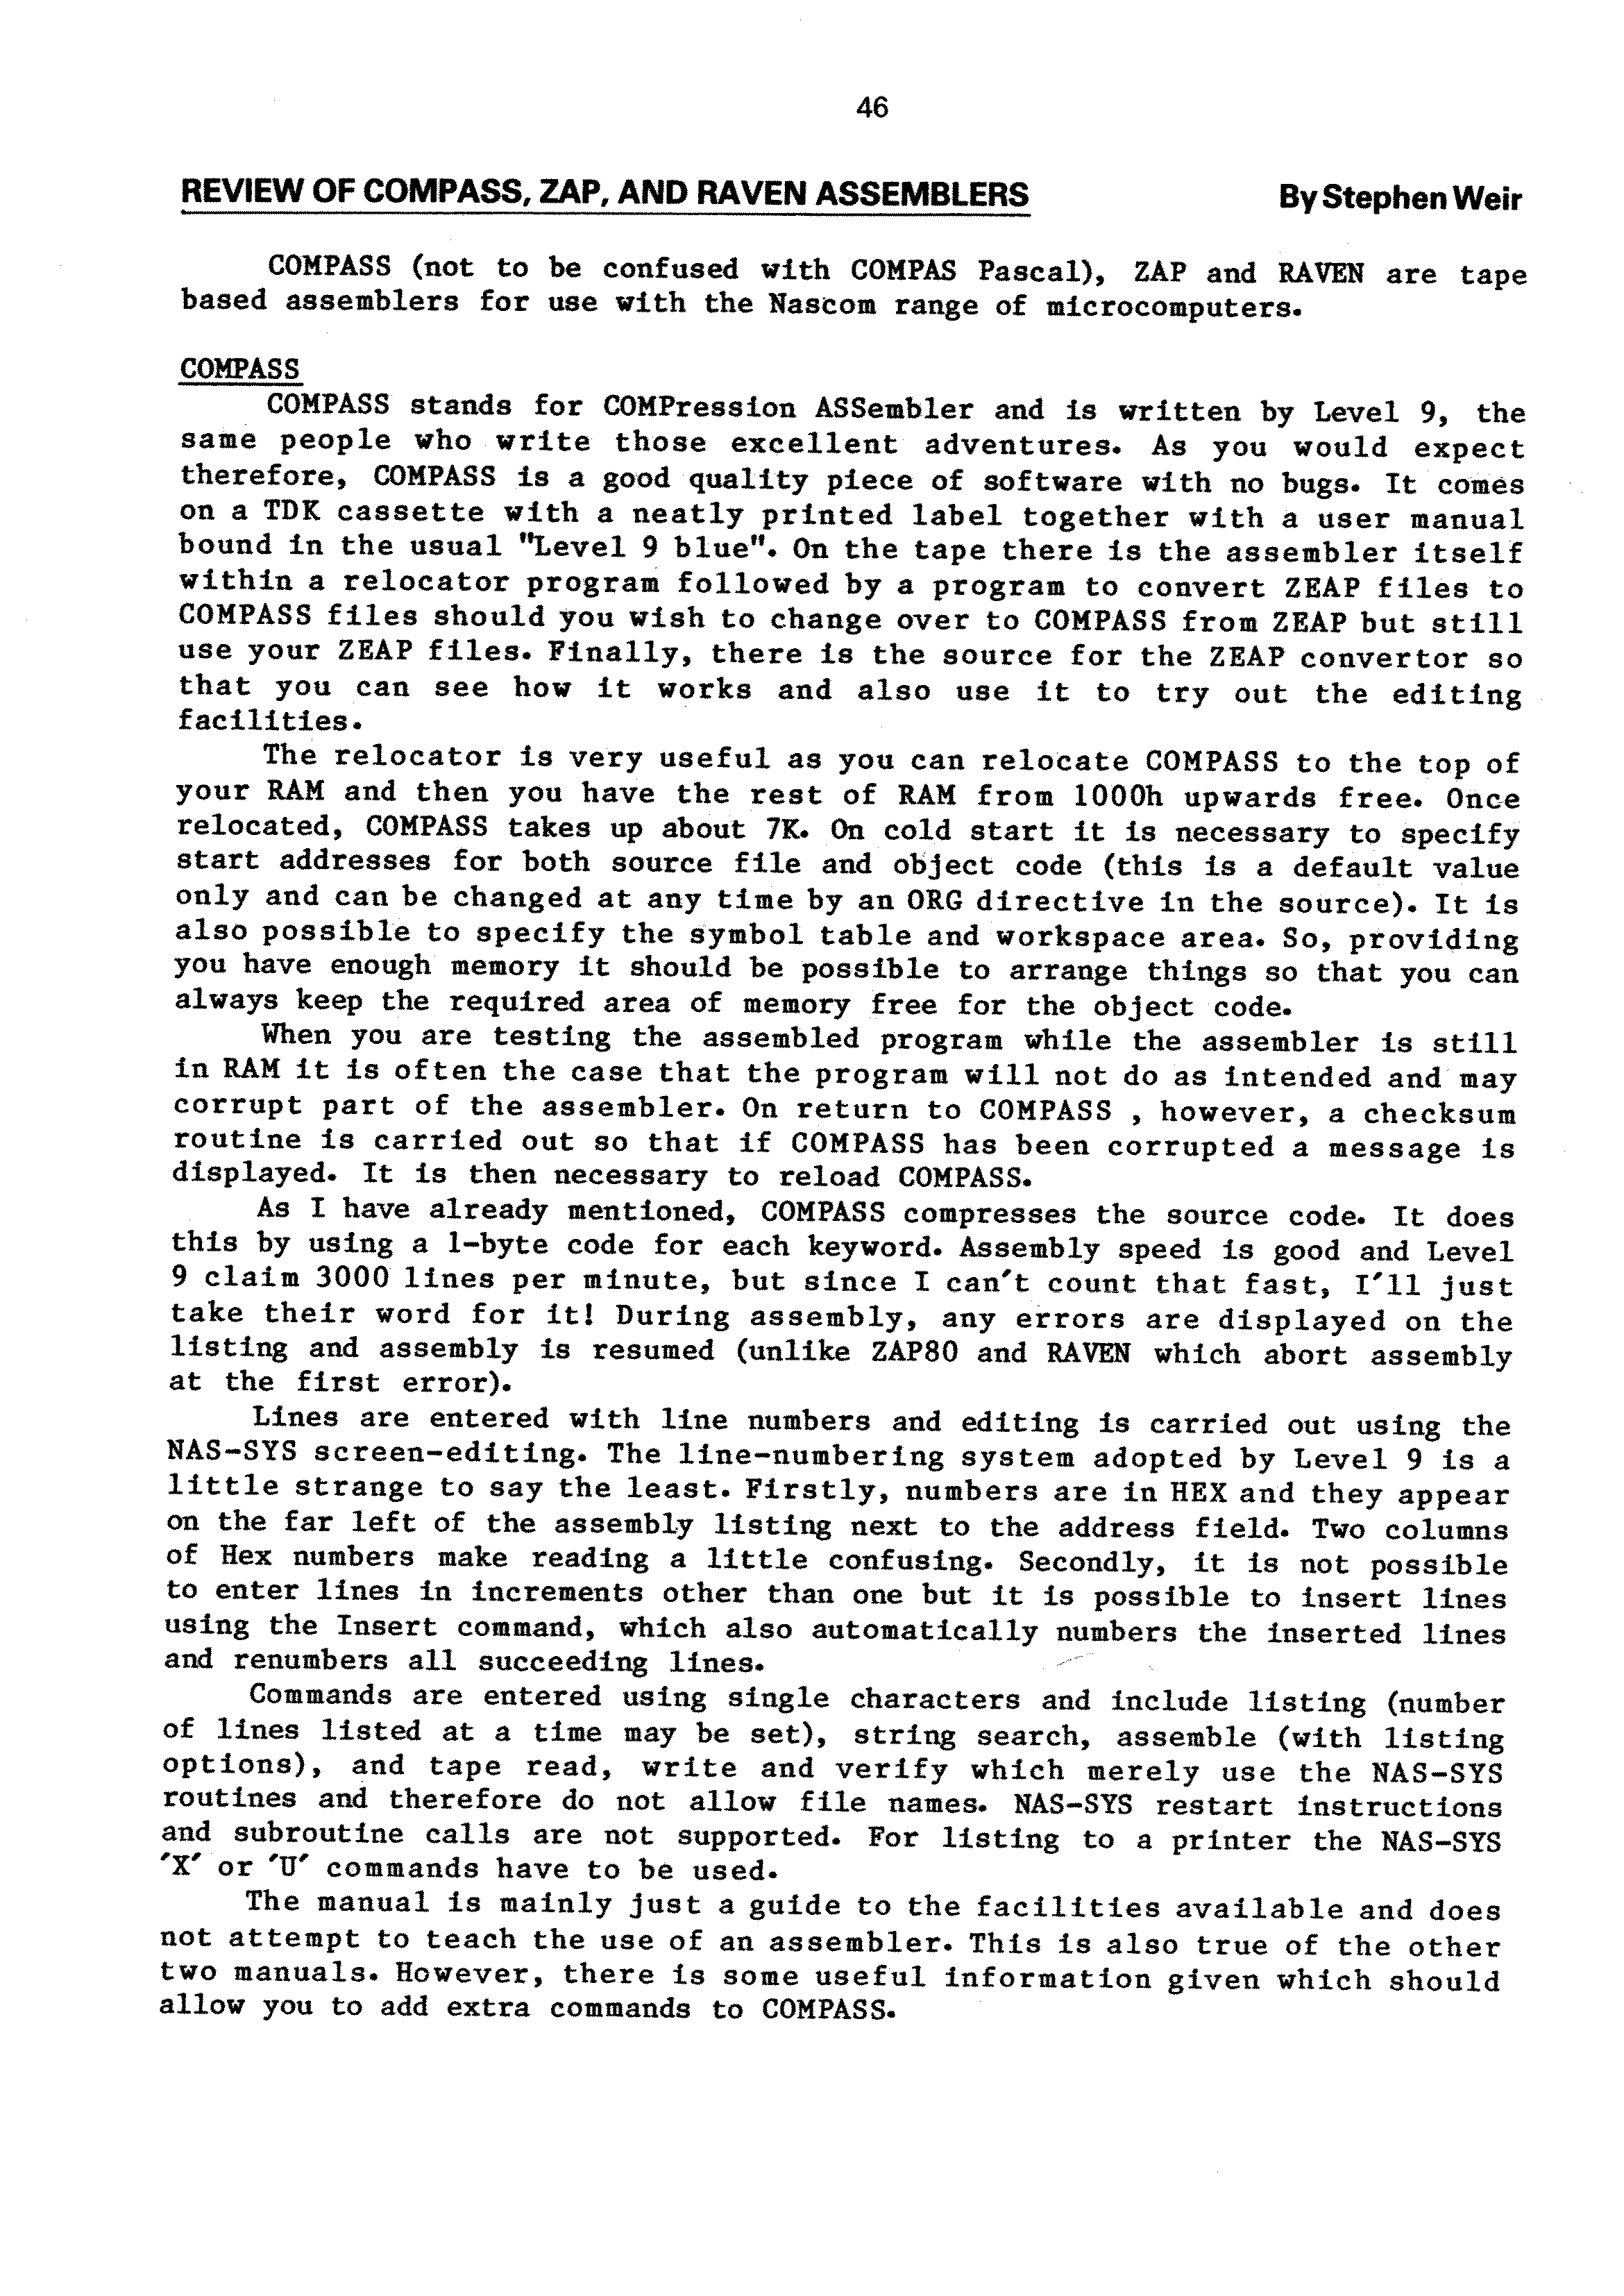 46
REVIEW OF COMPASS, ZAP, AND RAVEN ASSEMBLERS By Stephen Weir
COMPASS (not to be confused with COMPAS Pascal), ZAP and RAVEN are tape
based assemblers for use with the Nascom range of microcomputers.
COMPASS
COMPASS stands for COMPression ASSembler and is written by Level 9, the
same people who write those excellent adventures. As you would expect
therefore, COMPASS is a good quality piece of software with no bugs. It comes
on a TDK cassette with a neatly printed label together with a user manual
bound in the usual "Level 9 blue". On the tape there is the assembler itself
within a relocator program followed by a program to convert ZEAP files to
COMPASS files should you wish to change over to COMPASS from ZEAP but still
use your ZEAP files. Finally, there is the source for the ZEAP convertor so
that you can see how it works and also use it to try out the editing
facilities.
The relocator is very useful as you can relocate COMPASS to the top of
your RAM and then you have the rest of RAM from 1000h upwards free. Once
relocated, COMPASS takes up about 7K. On cold start it is necessary to specify
start addresses for both source file and object code (this is a default value
only and can be changed at any time by an ORG directive in the source). It is
also possible to specify the symbol table and workspace area. So, providing
you have enough memory it should be possible to arrange things so that you can
always keep the required area of memory free for the object code.
When you are testing the assembled program while the assembler is still
in RAM it is often the case that the program will not do as intended and may
corrupt part of the assembler. On return to COMPASS , however, a checksum
routine is carried out so that if COMPASS has been corrupted a message is
displayed. It is then necessary to reload COMPASS.
As I have already mentioned, COMPASS compresses the source code. It does
this by using a 1-byte code for each keyword. Assembly speed is good and Level
9 claim 3000 lines per minute, but since I can't count that fast, I'll just
take their word for it! During assembly, any errors are displayed on the
listing and assembly is resumed (unlike ZAP80 and RAVEN which abort assembly
at the first error).
Lines are entered with line numbers and editing is carried out using the
NAS-SYS screen-editing. The line-numbering system adopted by Level 9 is a
little strange to say the least. Firstly, numbers are in HEX and they appear
on the far left of the assembly listing next to the address field. Two columns
of Hex numbers make reading a little confusing. Secondly, it is not possible
to enter lines in increments other than one but it is possible to insert lines
using the Insert command, which also automatically numbers the inserted lines
and renumbers all succeeding lines.
Commands are entered using single characters and include listing (number
of lines listed at a time may be set), string search, assemble (with listing
options), and tape read, write and verify which merely use the NAS-SYS
routines and therefore do not allow file names. NAS-SYS restart instructions
and subroutine calls are not supported. For listing to a printer the NAS-SYS
'X' or 'U' commands have to be used.
The manual is mainly just a guide to the facilities available and does
not attempt to teach the use of an assembler. This is also true of the other
two manuals. However, there is some useful information given which should
allow you to add extra commands to COMPASS.